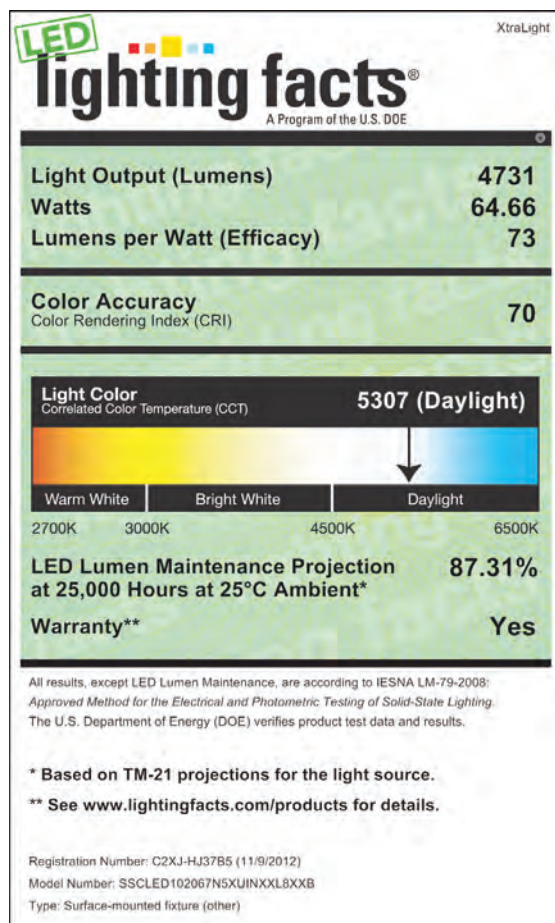 XtraLight
LED
lighting facts®
A Program of the U.S. DOE
Light Output (Lumens) 4731
Watts 64.66
Lumens per Watt (Efficacy) 73
Color Accuracy
Color Rendering Index (CRI) 70
Light Color
Correlated Color Temperature (CCT) 5307 (Daylight)
Warm White Bright White Daylight
2700K 3000K 4500K 6500K
LED Lumen Maintenance Projection 87.31%
at 25,000 Hours at 25°C Ambient*
Warranty** Yes
All results, except LED Lumen Maintenance, are according to IESNA LM-79-2008:
Approved Method for the Electrical and Photometric Testing of Solid-State Lighting.
The U.S. Department of Energy (DOE) verifies product test data and results.
* Based on TM-21 projections for the light source.
** See www.lightingfacts.com/products for details.
Registration Number: C2XJ-HJ37B5 (11/9/2012)
Model Number: SSCLED102067N5XUINXXL8XXB
Type: Surface-mounted fixture (other)